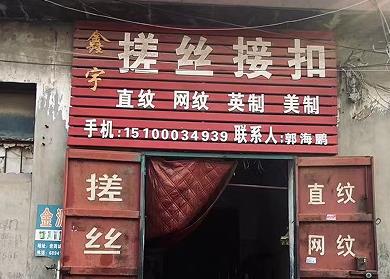 鑫宇
搓丝接扣
直纹 网纹 英制 美制
手机:15100034939 联系人:郭海鹏
搓丝
直纹
网纹
金